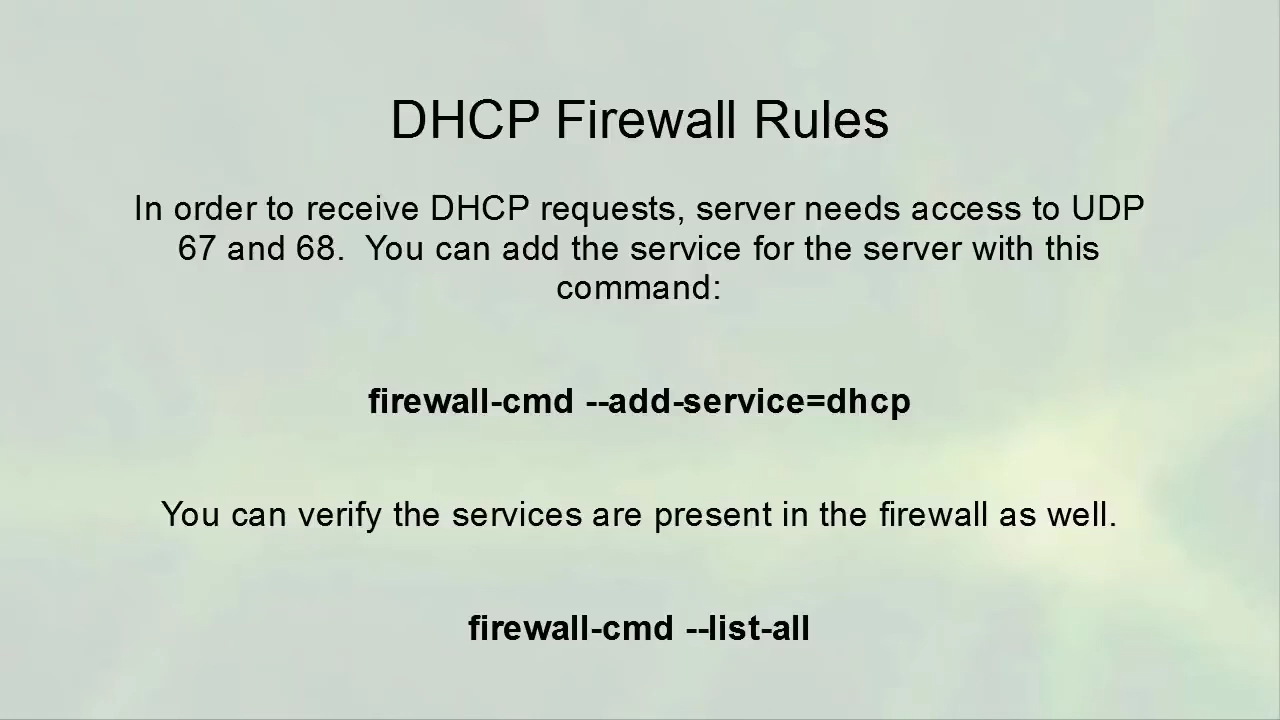 DHCP Firewall Rules
In order to receive DHCP requests, server needs access to UDP
67 and 68.  You can add the service for the server with this
command:
firewall-cmd --add-service=dhcp
You can verify the services are present in the firewall as well.
firewall-cmd --list-all